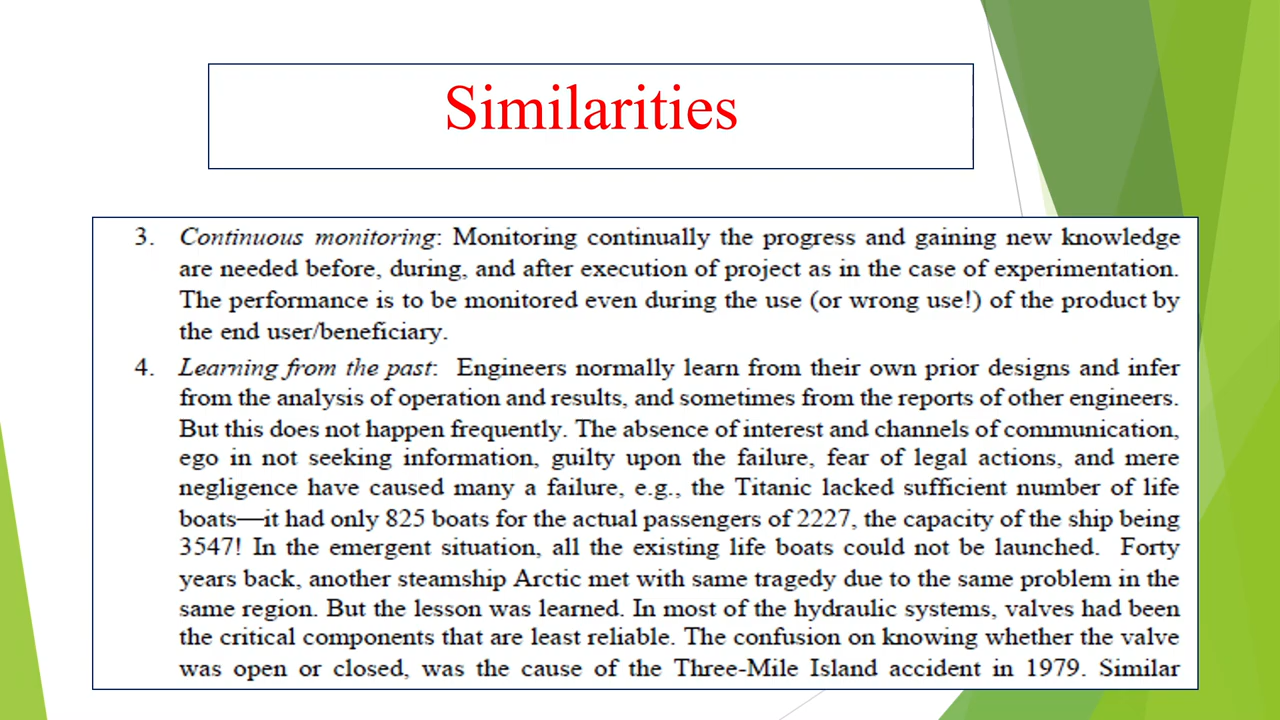 Similarities
3. Continuous monitoring: Monitoring continually the progress and gaining new knowledge
are needed before, during, and after execution of project as in the case of experimentation.
The performance is to be monitored even during the use (or wrong use!) of the product by
the end user/beneficiary.
4. Learning from the past: Engineers normally learn from their own prior designs and infer
from the analysis of operation and results, and sometimes from the reports of other engineers.
But this does not happen frequently. The absence of interest and channels of communication,
ego in not seeking information, guilty upon the failure, fear of legal actions, and mere
negligence have caused many a failure, e.g., the Titanic lacked sufficient number of life
boats—it had only 825 boats for the actual passengers of 2227, the capacity of the ship being
3547! In the emergent situation, all the existing life boats could not be launched. Forty
years back, another steamship Arctic met with same tragedy due to the same problem in the
same region. But the lesson was learned. In most of the hydraulic systems, valves had been
the critical components that are least reliable. The confusion on knowing whether the valve
was open or closed, was the cause of the Three-Mile Island accident in 1979. Similar